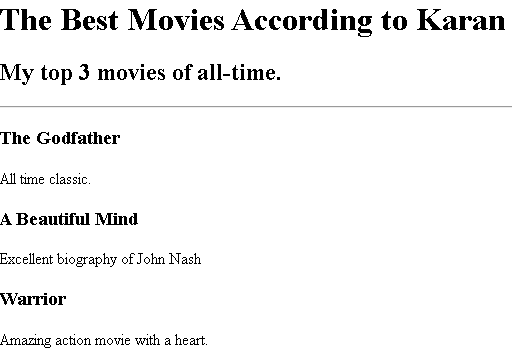 The Best Movies According to Karan
My top 3 movies of all-time.
The Godfather
All time classic.
A Beautiful Mind
Excellent biography of John Nash
Warrior
Amazing action movie with a heart.